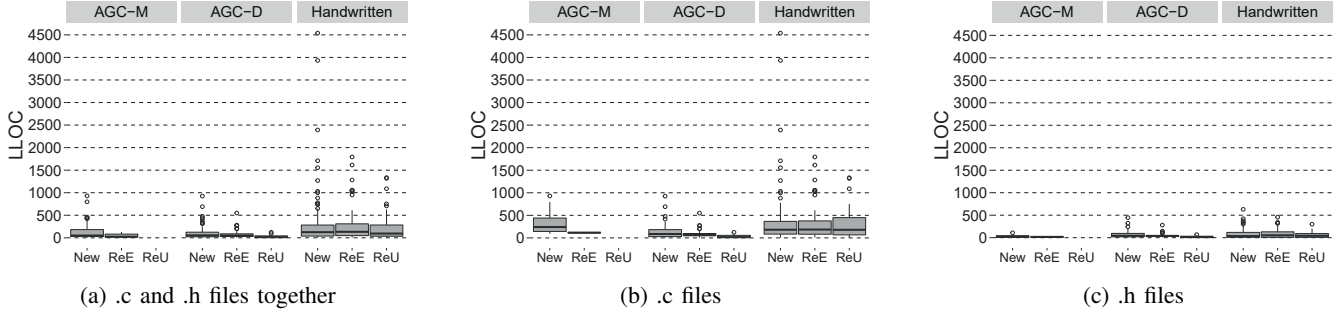 AGC−M AGC−D Handwritten
LLOC
4500
4000
3500
3000
2500
2000
1500
1000
500
0
New ReE ReU New ReE ReU New ReE ReU
(a) .c and .h files together
AGC−M AGC−D Handwritten
LLOC
4500
4000
3500
3000
2500
2000
1500
1000
500
0
New ReE ReU New ReE ReU New ReE ReU
(b) .c files
AGC−M AGC−D Handwritten
LLOC
4500
4000
3500
3000
2500
2000
1500
1000
500
0
New ReE ReU New ReE ReU New ReE ReU
(c) .h files